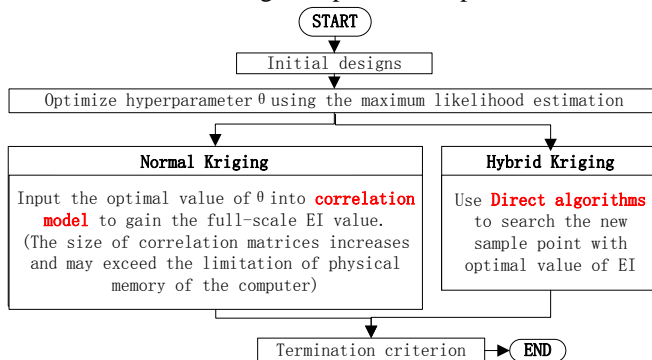 START
Initial designs
Optimize hyperparameter θ using the maximum likelihood estimation
Normal Kriging
Input the optimal value of θ into correlation
model to gain the full-scale EI value.
(The size of correlation matrices increases
and may exceed the limitation of physical
memory of the computer)
Hybrid Kriging
Use Direct algorithms
to search the new
sample point with
optimal value of EI
Termination criterion
END